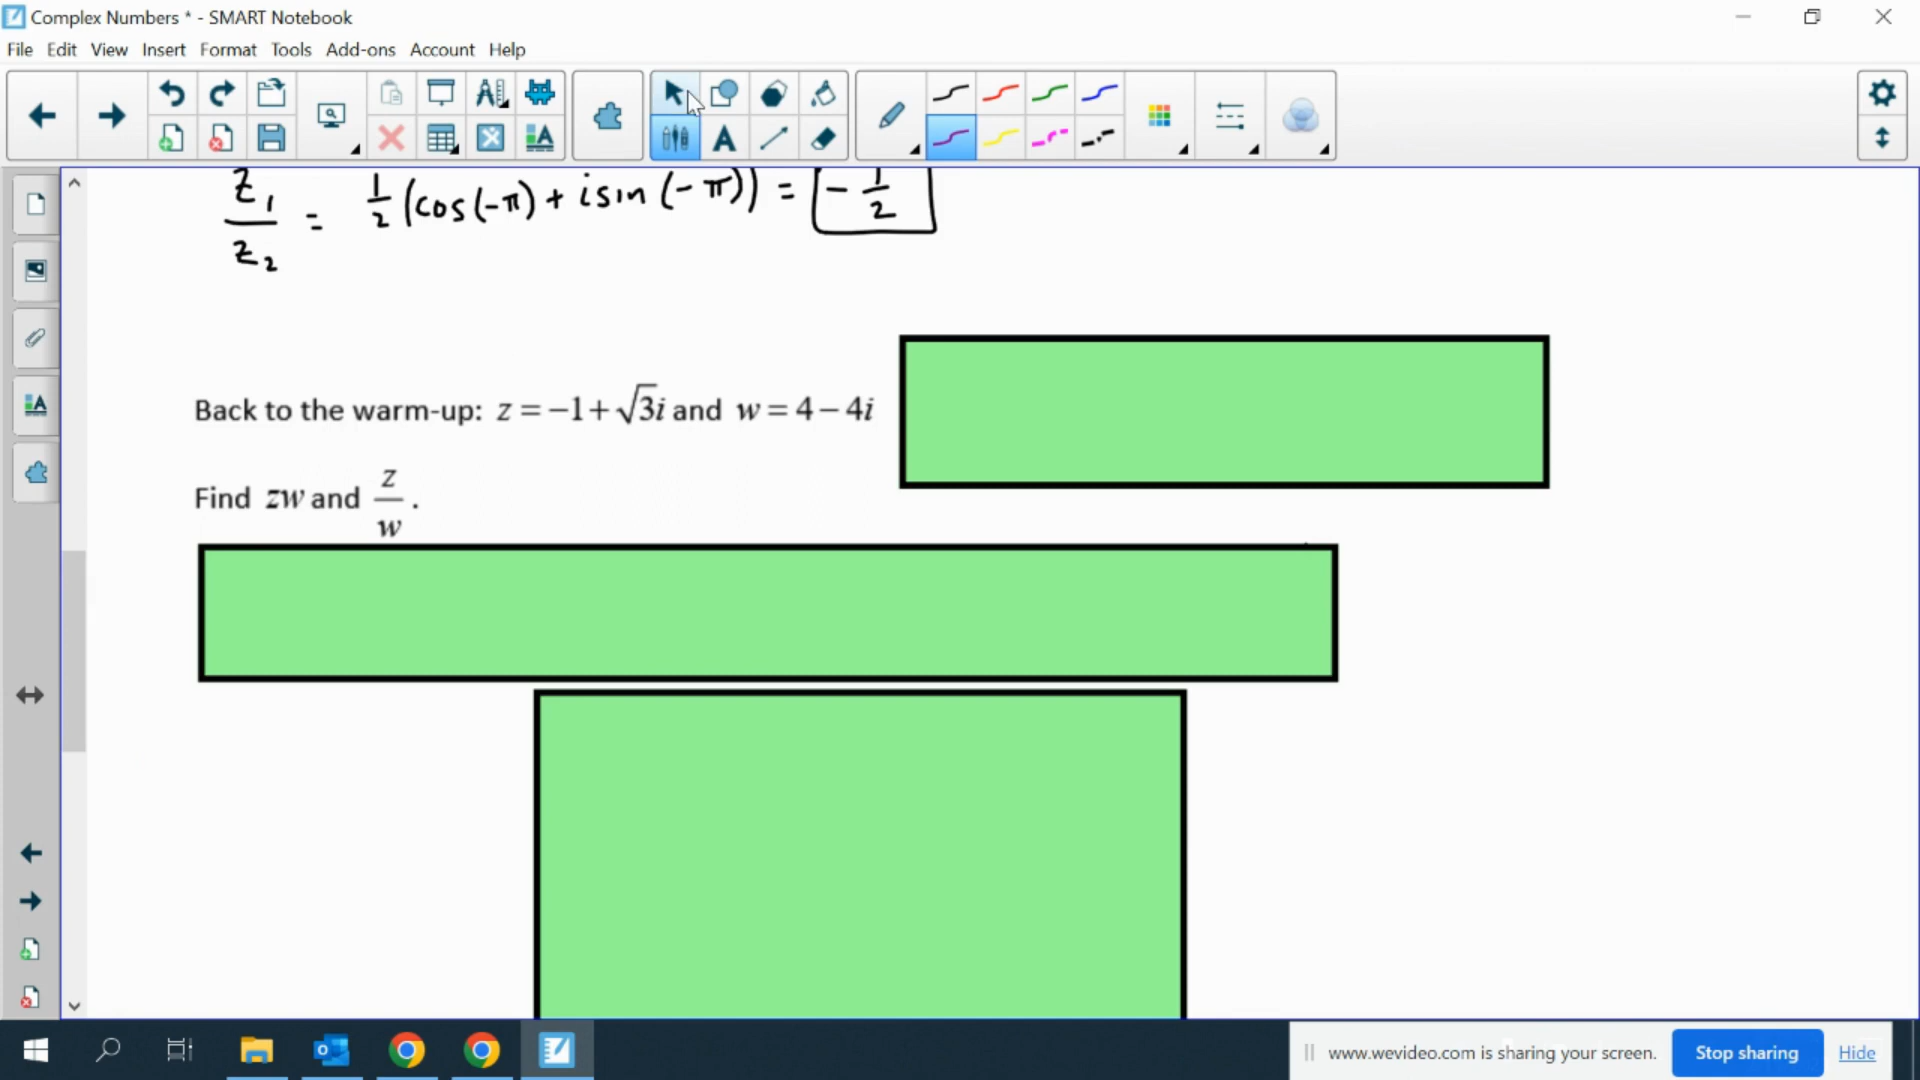 Complex Numbers * - SMART Notebook
File Edit View Insert Format Tools Add-ons Account Help
z₁/z₂ = 1/2 (cos(-π) + isin(-π)) = -1/2
Back to the warm-up: z = −1 + √3i and w = 4 − 4i
Find zw and z/w .
www.wevideo.com is sharing your screen.
Stop sharing
Hide